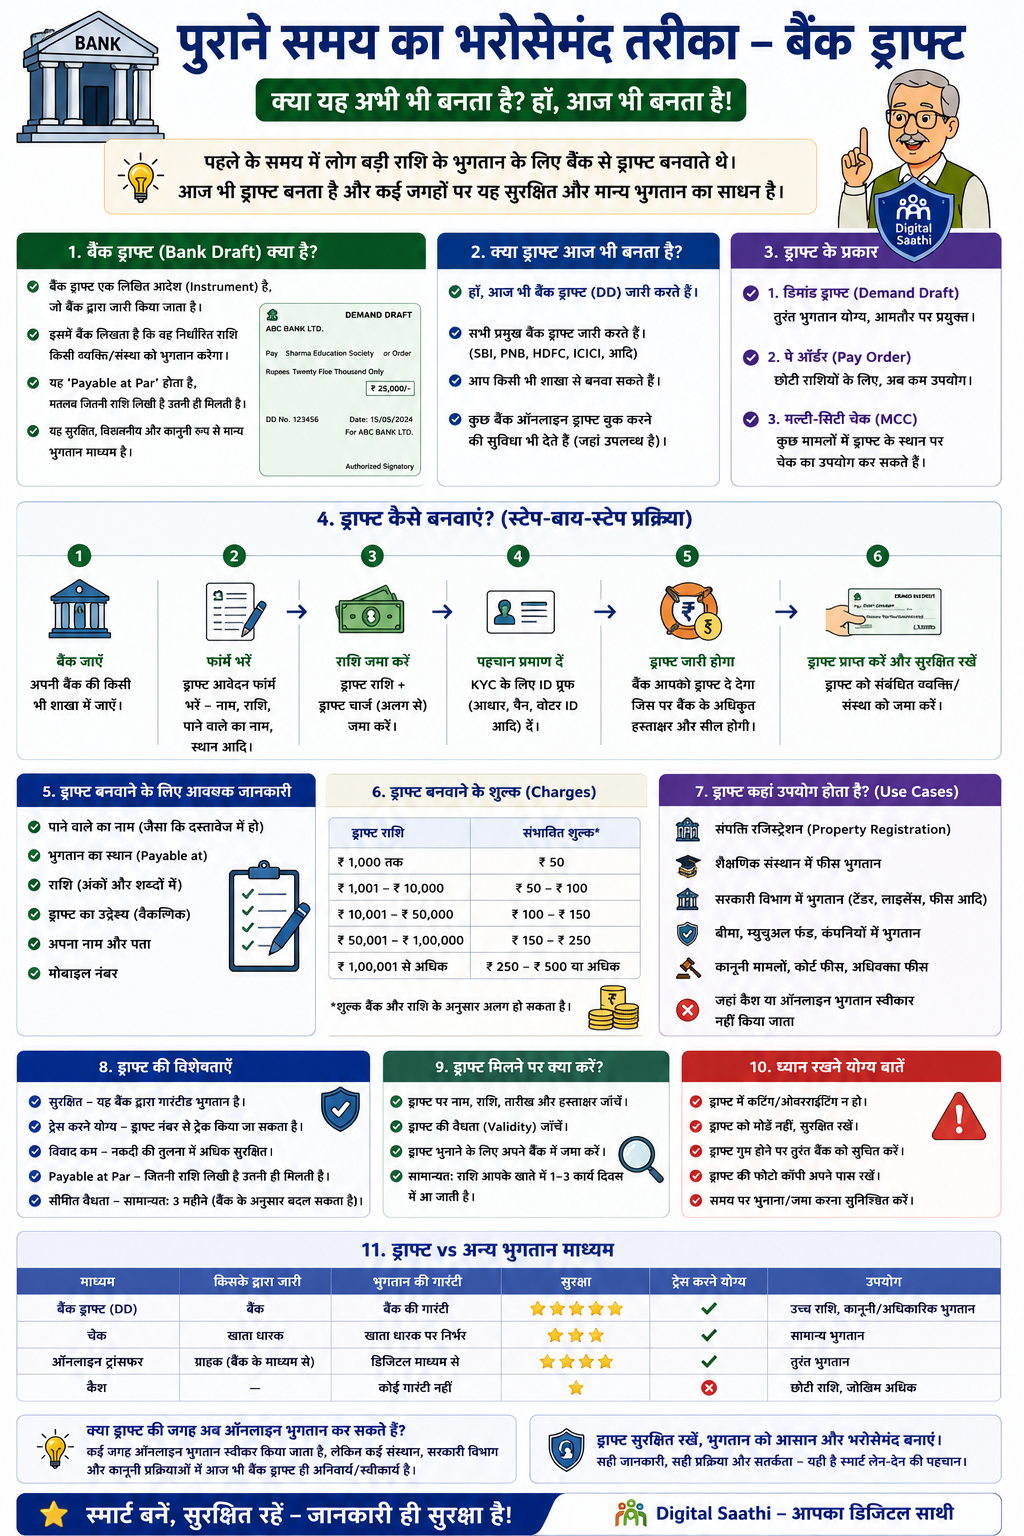 BANK
पुराने समय का भरोसेमंद तरीका – बैंक ड्राफ्ट
क्या यह अभी भी बनता है? हाँ, आज भी बनता है!
पहले के समय में लोग बड़ी राशि के भुगतान के लिए बैंक से ड्राफ्ट बनवाते थे।
आज भी ड्राफ्ट बनता है और कई जगहों पर यह सुरक्षित और मान्य भुगतान का साधन है।
Digital
Saathi
1. बैंक ड्राफ्ट (Bank Draft) क्या है?
बैंक ड्राफ्ट एक लिखित आदेश (Instrument) है,
जो बैंक द्वारा जारी किया जाता है।
इसमें बैंक लिखता है कि वह निर्धारित राशि
किसी व्यक्ति/संस्था को भुगतान करेगा।
यह ‘Payable at Par’ होता है,
मतलब जितनी राशि लिखी है उतनी ही मिलती है।
यह सुरक्षित, विश्वसनीय और कानूनी रूप से मान्य
भुगतान माध्यम है।
DEMAND DRAFT
ABC BANK LTD.
Pay Sharma Education Society or Order
Rupees Twenty Five Thousand Only
₹ 25,000/-
DD No. 123456 Date: 15/05/2024
For ABC BANK LTD.
Authorized Signatory
2. क्या ड्राफ्ट आज भी बनता है?
हाँ, आज भी बैंक ड्राफ्ट (DD) जारी करते हैं।
सभी प्रमुख बैंक ड्राफ्ट जारी करते हैं।
(SBI, PNB, HDFC, ICICI, आदि)
आप किसी भी शाखा से बनवा सकते हैं।
कुछ बैंक ऑनलाइन ड्राफ्ट बुक करने
की सुविधा भी देते हैं (जहां उपलब्ध है)।
3. ड्राफ्ट के प्रकार
1. डिमांड ड्राफ्ट (Demand Draft)
तुरंत भुगतान योग्य, आमतौर पर प्रयुक्त।
2. पे ऑर्डर (Pay Order)
छोटी राशियों के लिए, अब कम उपयोग।
3. मल्टी-सिटी चेक (MCC)
कुछ मामलों में ड्राफ्ट के स्थान पर
चेक का उपयोग कर सकते हैं।
4. ड्राफ्ट कैसे बनवाएं? (स्टेप-बाय-स्टेप प्रक्रिया)
1
बैंक जाएँ
अपनी बैंक की किसी
भी शाखा में जाएँ।
2
फॉर्म भरें
ड्राफ्ट आवेदन फॉर्म
भरें – नाम, राशि,
पाने वाले का नाम,
स्थान आदि।
3
राशि जमा करें
ड्राफ्ट राशि +
ड्राफ्ट चार्ज (अलग से)
जमा करें।
4
पहचान प्रमाण दें
KYC के लिए ID प्रूफ
(आधार, पैन, वोटर ID
आदि) दें।
5
ड्राफ्ट जारी होगा
बैंक आपको ड्राफ्ट दे देगा
जिस पर बैंक के अधिकृत
हस्ताक्षर और सील होगी।
6
ड्राफ्ट प्राप्त करें और सुरक्षित रखें
ड्राफ्ट को संबंधित व्यक्ति/
संस्था को जमा करें।
5. ड्राफ्ट बनवाने के लिए आवश्यक जानकारी
पाने वाले का नाम (जैसा कि दस्तावेज में हो)
भुगतान का स्थान (Payable at)
राशि (अंकों और शब्दों में)
ड्राफ्ट का उद्देश्य (वैकल्पिक)
अपना नाम और पता
मोबाइल नंबर
6. ड्राफ्ट बनवाने के शुल्क (Charges)
ड्राफ्ट राशि संभावित शुल्क*
₹ 1,000 तक ₹ 50
₹ 1,001 – ₹ 10,000 ₹ 50 – ₹ 100
₹ 10,001 – ₹ 50,000 ₹ 100 – ₹ 150
₹ 50,001 – ₹ 1,00,000 ₹ 150 – ₹ 250
₹ 1,00,001 से अधिक ₹ 250 – ₹ 500 या अधिक
*शुल्क बैंक और राशि के अनुसार अलग हो सकता है।
7. ड्राफ्ट कहां उपयोग होता है? (Use Cases)
संपत्ति रजिस्ट्रेशन (Property Registration)
शैक्षणिक संस्थान में फीस भुगतान
सरकारी विभाग में भुगतान (टेंडर, लाइसेंस, फीस आदि)
बीमा, म्युचुअल फंड, कंपनियों में भुगतान
कानूनी मामलों, कोर्ट फीस, अधिवक्ता फीस
जहां कैश या ऑनलाइन भुगतान स्वीकार
नहीं किया जाता
8. ड्राफ्ट की विशेषताएँ
सुरक्षित – यह बैंक द्वारा गारंटीड भुगतान है।
ट्रेस करने योग्य – ड्राफ्ट नंबर से ट्रेक किया जा सकता है।
विवाद कम – नकदी की तुलना में अधिक सुरक्षित।
Payable at Par – जितनी राशि लिखी है उतनी ही मिलती है।
सीमित वैधता – सामान्यत: 3 महीने (बैंक के अनुसार बदल सकता है)।
9. ड्राफ्ट मिलने पर क्या करें?
ड्राफ्ट पर नाम, राशि, तारीख और हस्ताक्षर जाँचें।
ड्राफ्ट की वैधता (Validity) जाँचें।
ड्राफ्ट भुनाने के लिए अपने बैंक में जमा करें।
सामान्यत: राशि आपके खाते में 1–3 कार्य दिवस
में आ जाती है।
10. ध्यान रखने योग्य बातें
ड्राफ्ट में कटिंग/ओवरराईटिंग न हो।
ड्राफ्ट को मोडें नहीं, सुरक्षित रखें।
ड्राफ्ट गुम होने पर तुरंत बैंक को सुचित करें।
ड्राफ्ट की फोटो कॉपी अपने पास रखें।
समय पर भुनाना/जमा करना सुनिश्चित करें।
11. ड्राफ्ट vs अन्य भुगतान माध्यम
माध्यम किसके द्वारा जारी भुगतान की गारंटी सुरक्षा ट्रेस करने योग्य उपयोग
बैंक ड्राफ्ट (DD) बैंक बैंक की गारंटी उच्च राशि, कानूनी/अधिकारिक भुगतान
चेक खाता धारक खाता धारक पर निर्भर सामान्य भुगतान
ऑनलाइन ट्रांसफर ग्राहक (बैंक के माध्यम से) डिजिटल माध्यम से तुरंत भुगतान
कैश — कोई गारंटी नहीं छोटी राशि, जोखिम अधिक
क्या ड्राफ्ट की जगह अब ऑनलाइन भुगतान कर सकते हैं?
कई जगह ऑनलाइन भुगतान स्वीकर किया जाता है, लेकिन कई संस्थान, सरकारी विभाग
और कानूनी प्रक्रियाओं में आज भी बैंक ड्राफ्ट ही अनिवार्य/स्वीकार्य है।
ड्राफ्ट सुरक्षित रखें, भुगतान को आसान और भरोसेमंद बनाएं।
सही जानकारी, सही प्रक्रिया और सतर्कता – यही है स्मार्ट लेन-देन की पहचान।
स्मार्ट बनें, सुरक्षित रहें – जानकारी ही सुरक्षा है!
Digital Saathi – आपका डिजिटल साथी